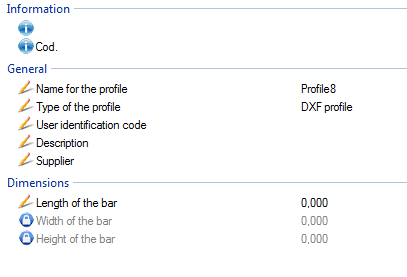 Information
Cod.
General
Name for the profile Profile8
Type of the profile DXF profile
User identification code
Description
Supplier
Dimensions
Length of the bar 0,000
Width of the bar 0,000
Height of the bar 0,000